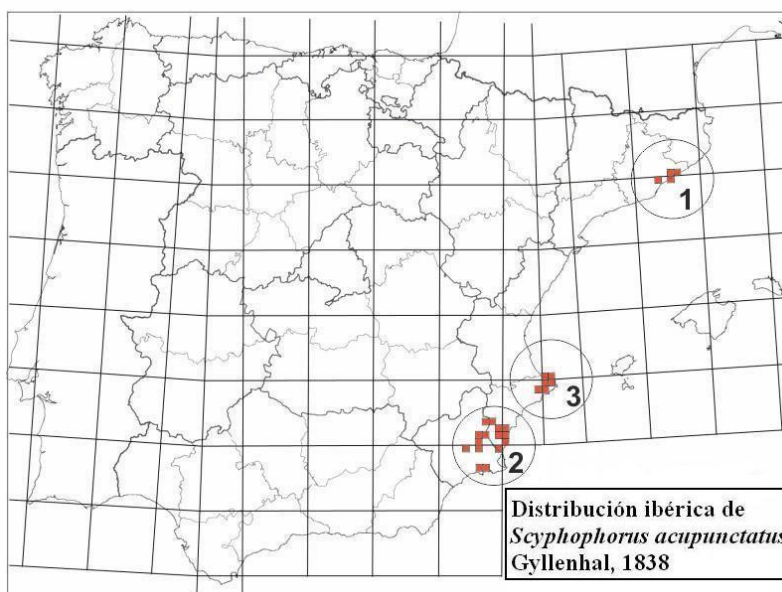 1
3
2
Distribución ibérica de
Scyphophorus acupunctatus
Gyllenhal, 1838